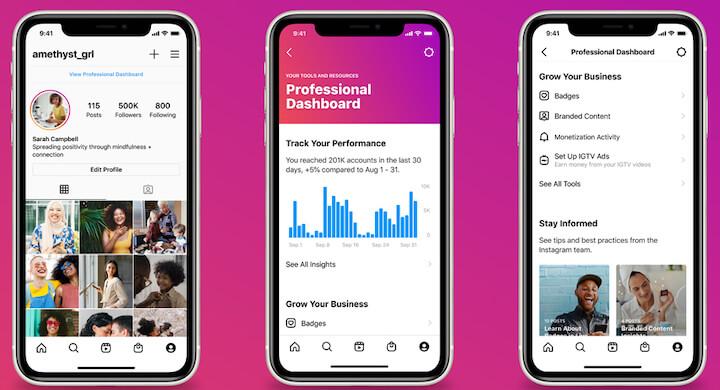 9:41
amethyst_grl
View Professional Dashboard
115
Posts
500K
Followers
800
Following
Sarah Campbell
Spreading positivity through mindfulness +
connection
Edit Profile
9:41
YOUR TOOLS AND RESOURCES
Professional
Dashboard
Track Your Performance
You reached 201K accounts in the last 30
days, +5% compared to Aug 1 - 31.
10K
5K
0
Sep 1
Sep 8
Sep 16
Sep 24
Sep 31
See All Insights
Grow Your Business
Badges
9:41
Professional Dashboard
Grow Your Business
Badges
Branded Content
Monetization Activity
Set Up IGTV Ads
Earn money from your IGTV videos
See All Tools
Stay Informed
See tips and best practices from the
Instagram team.
POSTS
Learn About
4 POSTS
Branded Content